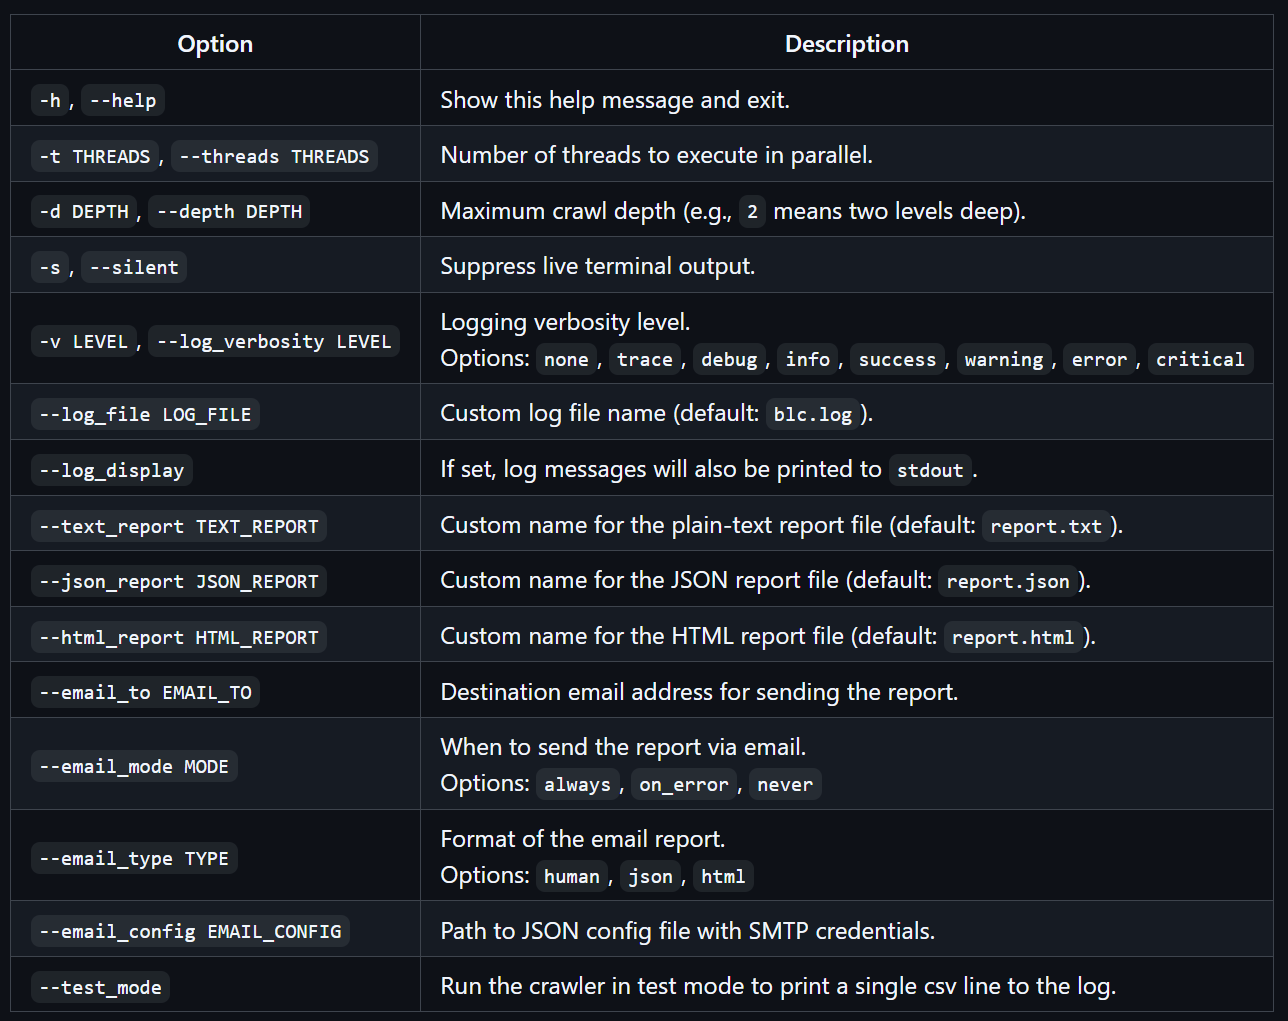 Option Description
-h, --help Show this help message and exit.
-t THREADS, --threads THREADS Number of threads to execute in parallel.
-d DEPTH, --depth DEPTH Maximum crawl depth (e.g., 2 means two levels deep).
-s, --silent Suppress live terminal output.
-v LEVEL, --log_verbosity LEVEL Logging verbosity level.
Options: none, trace, debug, info, success, warning, error, critical
--log_file LOG_FILE Custom log file name (default: blc.log).
--log_display If set, log messages will also be printed to stdout.
--text_report TEXT_REPORT Custom name for the plain-text report file (default: report.txt).
--json_report JSON_REPORT Custom name for the JSON report file (default: report.json).
--html_report HTML_REPORT Custom name for the HTML report file (default: report.html).
--email_to EMAIL_TO Destination email address for sending the report.
--email_mode MODE When to send the report via email.
Options: always, on_error, never
--email_type TYPE Format of the email report.
Options: human, json, html
--email_config EMAIL_CONFIG Path to JSON config file with SMTP credentials.
--test_mode Run the crawler in test mode to print a single csv line to the log.